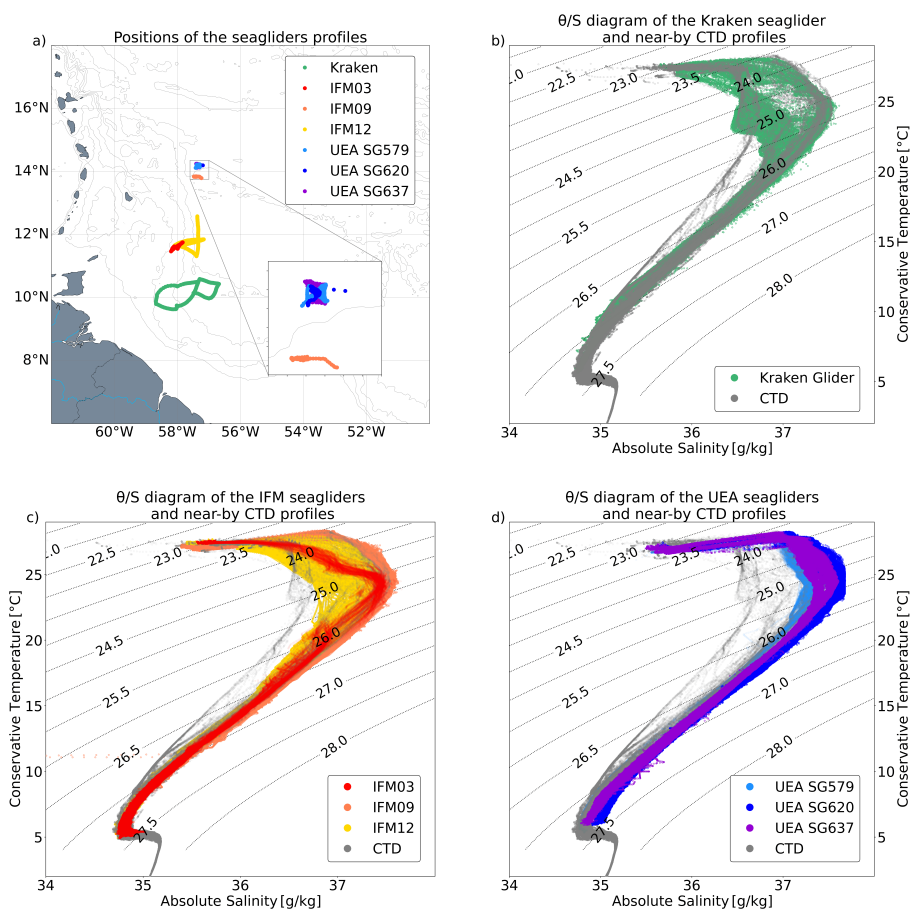 a)
Positions of the seagliders profiles
Kraken
IFM03
IFM09
IFM12
UEA SG579
UEA SG620
UEA SG637
16°N
14°N
12°N
10°N
8°N
60°W
58°W
56°W
54°W
52°W
b)
θ/S diagram of the Kraken seaglider
and near-by CTD profiles
.0
22.5
23.0
23.5
24.0
24.5
25.0
25.5
26.0
26.5
27.0
27.5
28.0
25
20
15
10
5
Conservative Temperature [°C]
Kraken Glider
CTD
34
35
36
37
Absolute Salinity [g/kg]
c)
θ/S diagram of the IFM seagliders
and near-by CTD profiles
.0
22.5
23.0
23.5
24.0
24.5
25.0
25.5
26.0
26.5
27.0
27.5
28.0
25
20
15
10
5
Conservative Temperature [°C]
IFM03
IFM09
IFM12
CTD
34
35
36
37
Absolute Salinity [g/kg]
d)
θ/S diagram of the UEA seagliders
and near-by CTD profiles
.0
22.5
23.0
23.5
24.0
24.5
25.0
25.5
26.0
26.5
27.0
27.5
28.0
25
20
15
10
5
Conservative Temperature [°C]
UEA SG579
UEA SG620
UEA SG637
CTD
34
35
36
37
Absolute Salinity [g/kg]